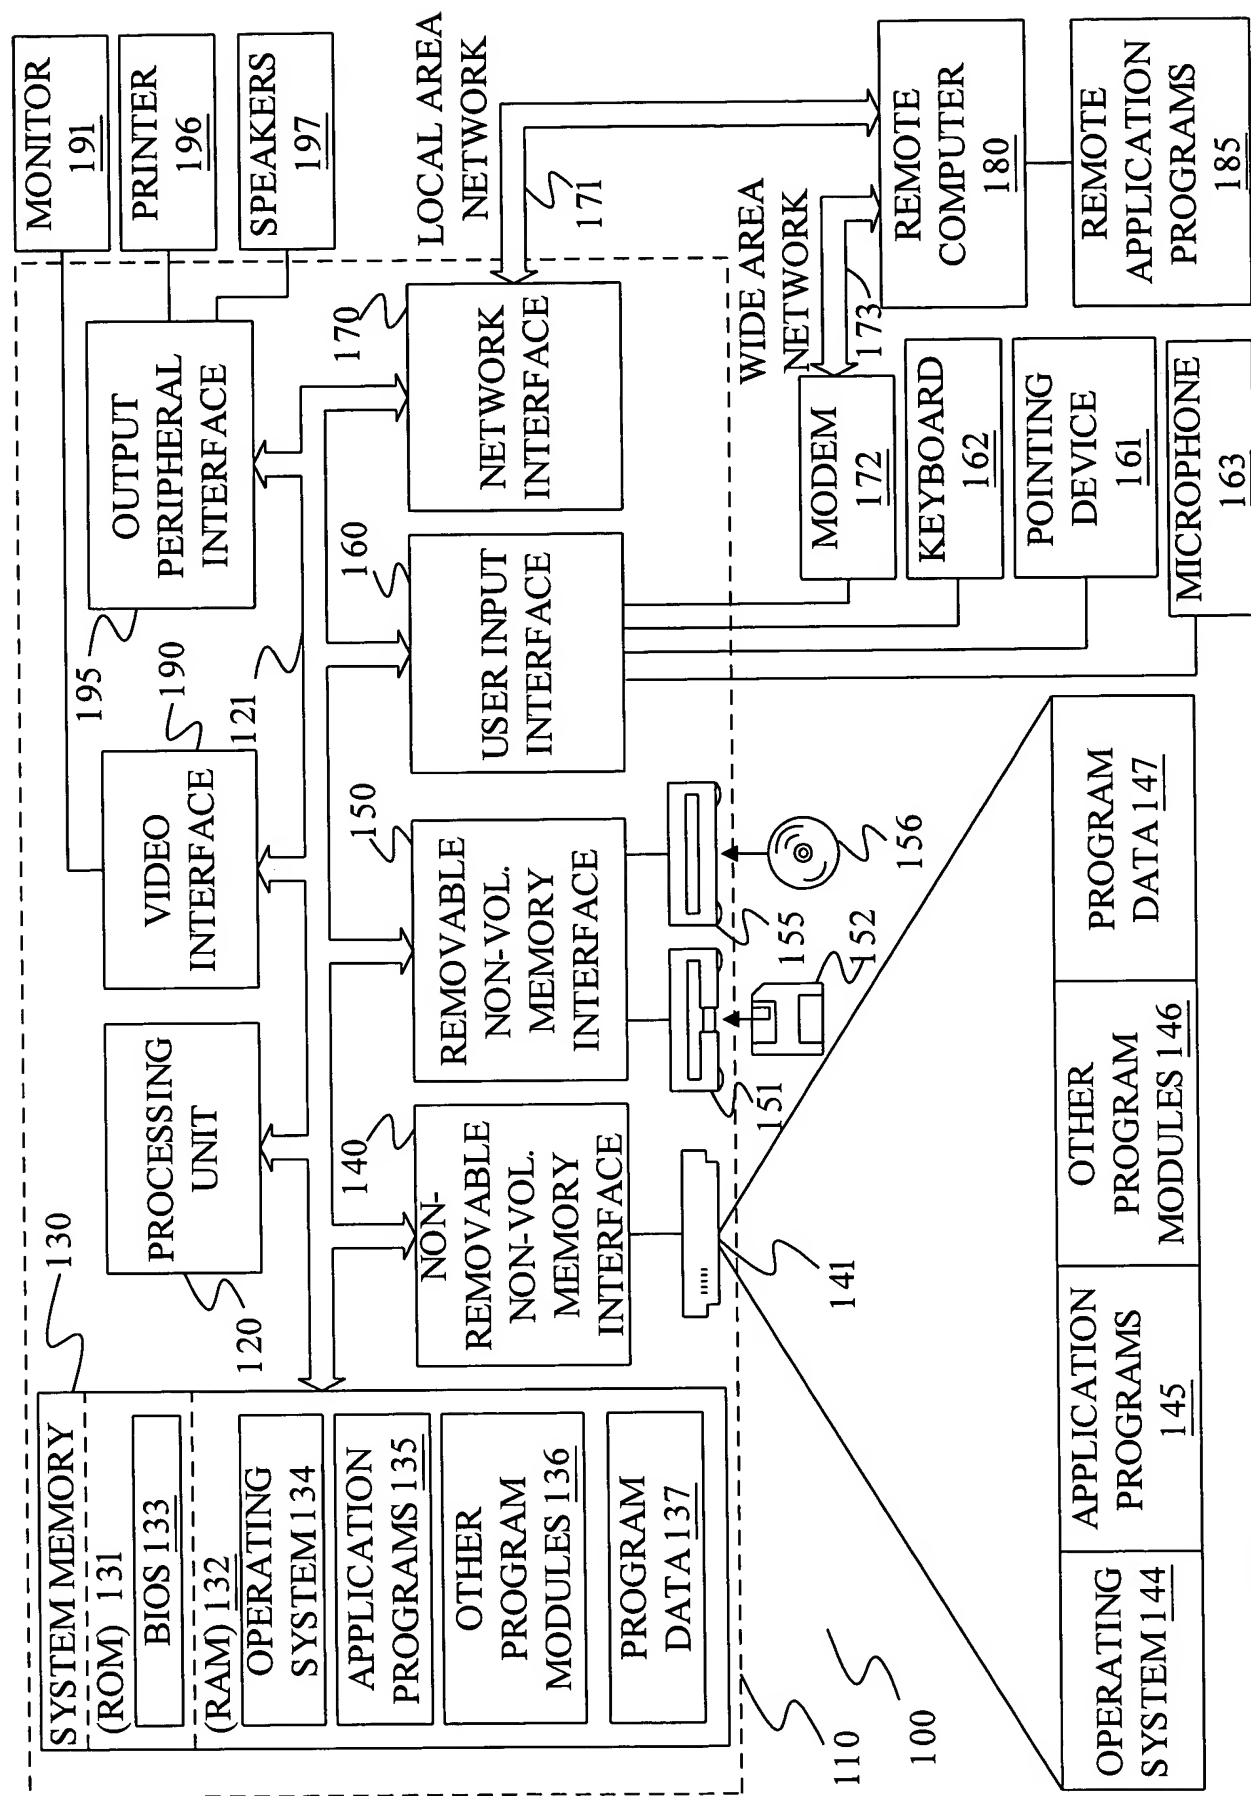 SYSTEM MEMORY
(ROM) 131
BIOS 133
(RAM) 132
OPERATING
SYSTEM 134
APPLICATION
PROGRAMS 135
OTHER
PROGRAM
MODULES 136
PROGRAM
DATA 137
130
120
PROCESSING
UNIT
VIDEO
INTERFACE
190
121
195
OUTPUT
PERIPHERAL
INTERFACE
MONITOR
191
PRINTER
196
SPEAKERS
197
140
NON-
REMOVABLE
NON-VOL.
MEMORY
INTERFACE
150
REMOVABLE
NON-VOL.
MEMORY
INTERFACE
160
USER INPUT
INTERFACE
170
NETWORK
INTERFACE
LOCAL AREA
NETWORK
171
WIDE AREA
NETWORK
173
141
151
152
155
156
MODEM
172
KEYBOARD
162
POINTING
DEVICE
161
MICROPHONE
163
REMOTE
COMPUTER
180
REMOTE
APPLICATION
PROGRAMS
185
110
100
OPERATING
SYSTEM 144
APPLICATION
PROGRAMS
145
OTHER
PROGRAM
MODULES 146
PROGRAM
DATA 147